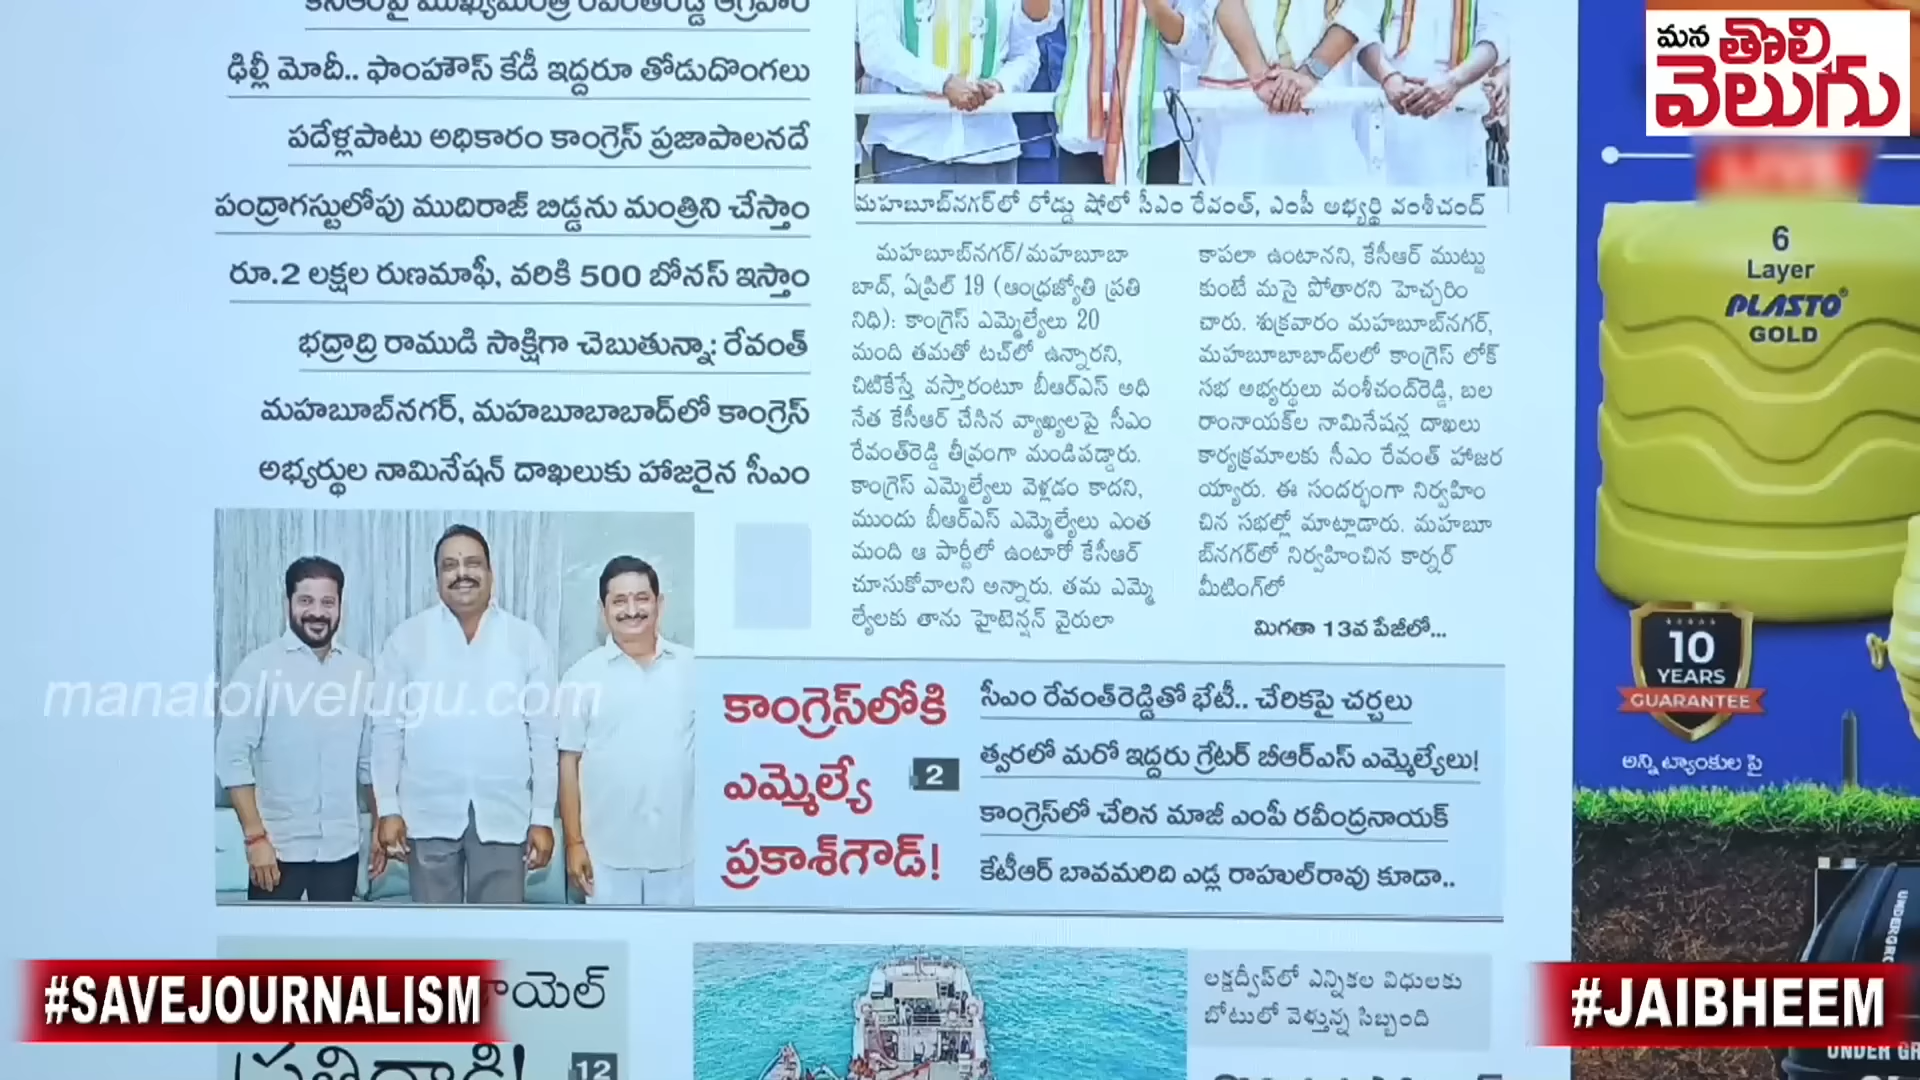 కేసీఆర్‌పై ముఖ్యమంత్రి రేవంత్‌రెడ్డి ఆగ్రహం
ఢిల్లీ మోదీ.. ఫాంహౌస్ కేడీ ఇద్దరూ తోడుదొంగలు
పదేళ్లపాటు అధికారం కాంగ్రెస్ ప్రజాపాలనదే
పంద్రాగస్టులోపు ముదిరాజ్ బిడ్డను మంత్రిని చేస్తాం
రూ.2 లక్షల రుణమాఫీ, వరికి 500 బోనస్ ఇస్తాం
భద్రాద్రి రాముడి సాక్షిగా చెబుతున్నా: రేవంత్
మహబూబ్‌నగర్, మహబూబాబాద్‌లో కాంగ్రెస్
అభ్యర్థుల నామినేషన్ దాఖలుకు హాజరైన సీఎం
మహబూబ్‌నగర్‌లో రోడ్డు షోలో సీఎం రేవంత్, ఎంపీ అభ్యర్థి వంశీచంద్
మహబూబ్‌నగర్/మహబూబా
బాద్, ఏప్రిల్ 19 (ఆంధ్రజ్యోతి ప్రతి
నిధి): కాంగ్రెస్ ఎమ్మెల్యేలు 20
మంది తమతో టచ్‌లో ఉన్నారని,
చిటికేస్తే వస్తారంటూ బీఆర్ఎస్ అధి
నేత కేసీఆర్ చేసిన వ్యాఖ్యలపై సీఎం
రేవంత్‌రెడ్డి తీవ్రంగా మండిపడ్డారు.
కాంగ్రెస్ ఎమ్మెల్యేలు వెళ్లడం కాదని,
ముందు బీఆర్ఎస్ ఎమ్మెల్యేలు ఎంత
మంది ఆ పార్టీలో ఉంటారో కేసీఆర్
చూసుకోవాలని అన్నారు. తమ ఎమ్మె
ల్యేలకు తాను హైటెన్షన్ వైరులా
కాపలా ఉంటానని, కేసీఆర్ ముట్టు
కుంటే మసై పోతారని హెచ్చరిం
చారు. శుక్రవారం మహబూబ్‌నగర్,
మహబూబాబాద్‌లలో కాంగ్రెస్ లోక్
సభ అభ్యర్థులు వంశీచంద్‌రెడ్డి, బల
రాంనాయక్‌ల నామినేషన్ల దాఖలు
కార్యక్రమాలకు సీఎం రేవంత్ హాజర
య్యారు. ఈ సందర్భంగా నిర్వహిం
చిన సభల్లో మాట్లాడారు. మహబూ
బ్‌నగర్‌లో నిర్వహించిన కార్నర్
మీటింగ్‌లో
మిగతా 13వ పేజీలో...
కాంగ్రెస్‌లోకి
ఎమ్మెల్యే
ప్రకాశ్‌గౌడ్!
2
సీఎం రేవంత్‌రెడ్డితో భేటీ.. చేరికపై చర్చలు
త్వరలో మరో ఇద్దరు గ్రేటర్ బీఆర్ఎస్ ఎమ్మెల్యేలు!
కాంగ్రెస్‌లో చేరిన మాజీ ఎంపీ రవీంద్రనాయక్
కేటీఆర్ బావమరిది ఎడ్ల రాహుల్‌రావు కూడా..
12
లక్షద్వీప్‌లో ఎన్నికల విధులకు
బోటులో వెళ్తున్న సిబ్బంది
మన తొలి
వెలుగు
6
Layer
PLASTO
GOLD
10
YEARS
GUARANTEE
అన్ని ట్యాంకుల పై
manatolivelugu.com
#SAVEJOURNALISM
#JAIBHEEM